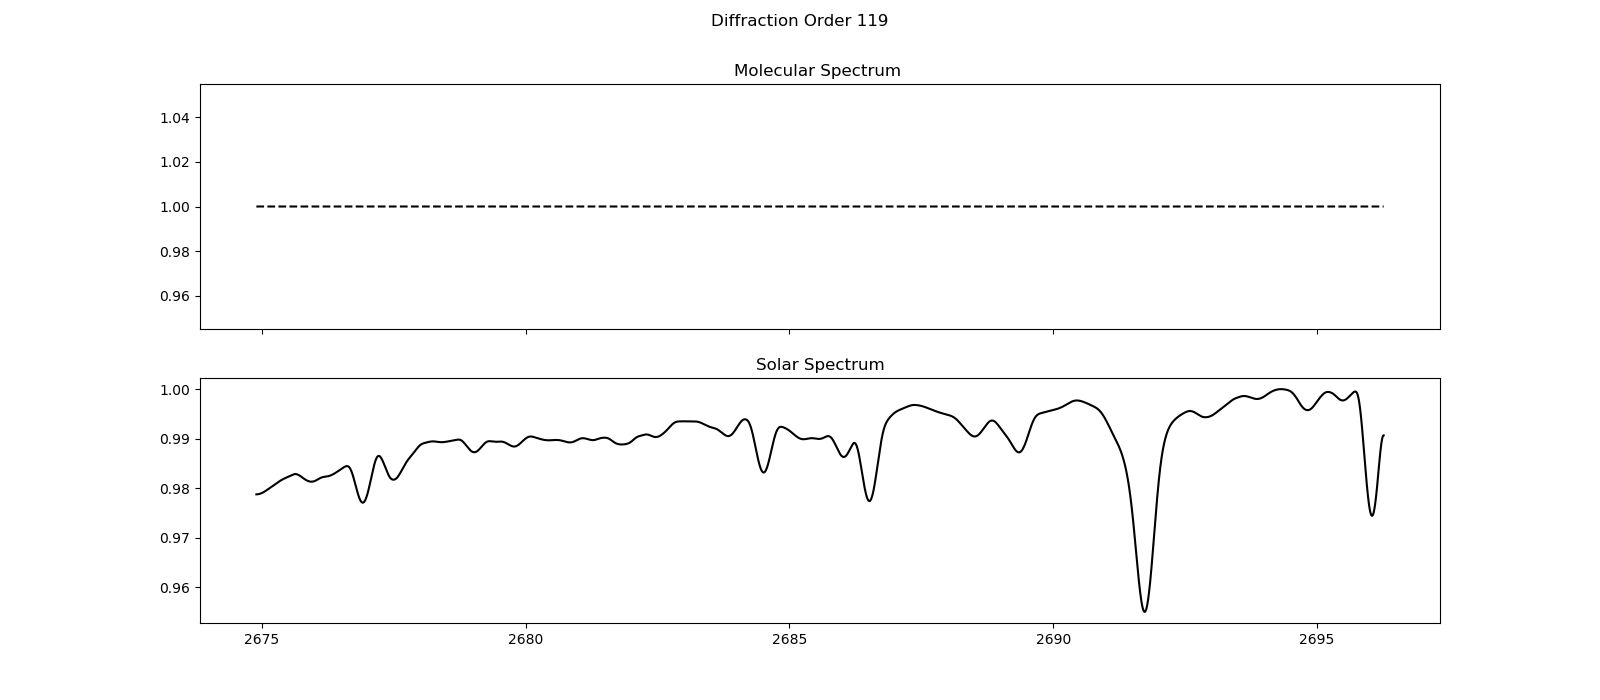 Diffraction Order 119
Molecular Spectrum
1.04
1.02
1.00
0.98
0.96
Solar Spectrum
1.00
0.99
0.98
0.97
0.96
2675 2680 2685 2690 2695